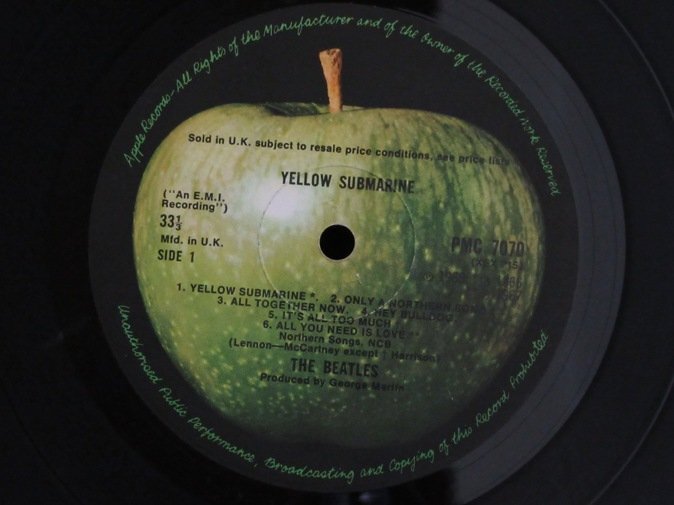 Apple Records-All Rights of the Manufacturer and of the Owner of the Recorded Work Reserved
Sold in U.K. subject to resale price conditions, see price lists
YELLOW SUBMARINE
("An E.M.I.
Recording")
33⅓
Mfd. in U.K.
SIDE 1
PMC 7070
1. YELLOW SUBMARINE *. 2. ONLY A NORTHERN SONG
3. ALL TOGETHER NOW. 4. HEY BULLDOG
5. IT'S ALL TOO MUCH
6. ALL YOU NEED IS LOVE **
Northern Songs, NCB
(Lennon—McCartney except † Harrison)
THE BEATLES
Produced by George Martin
Unauthorised Public Performance, Broadcasting and Copying of this Record Prohibited